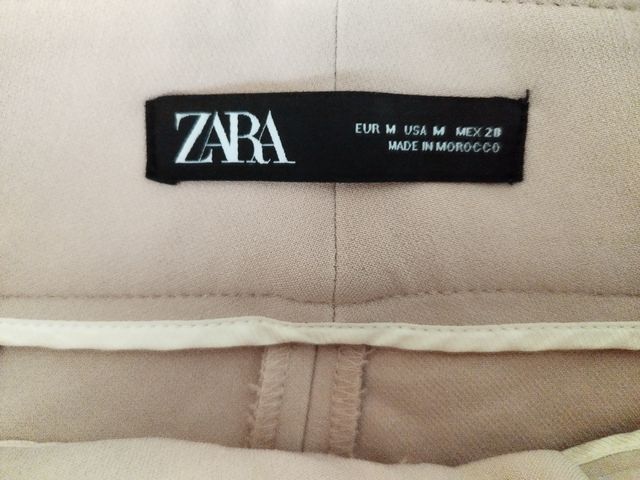 ZARA
EUR M USA M MEX 28
MADE IN MOROCCO